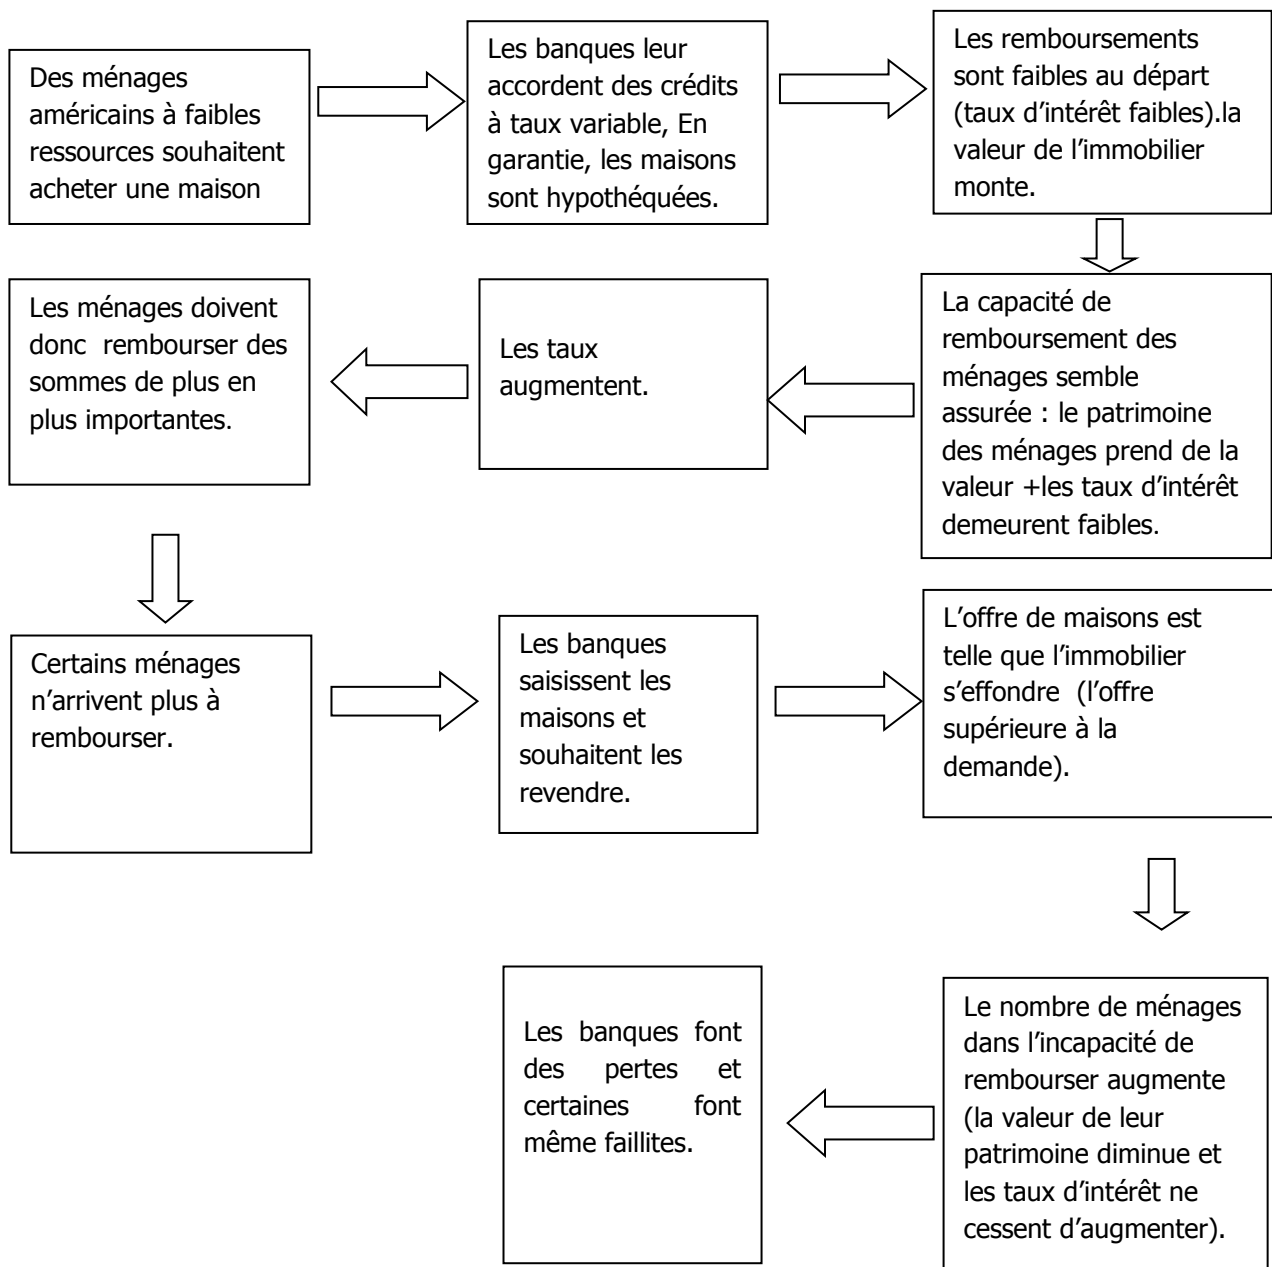 Des ménages
américains à faibles
ressources souhaitent
acheter une maison
Les banques leur
accordent des crédits
à taux variable, En
garantie, les maisons
sont hypothéquées.
Les remboursements
sont faibles au départ
(taux d’intérêt faibles).la
valeur de l’immobilier
monte.
La capacité de
remboursement des
ménages semble
assurée : le patrimoine
des ménages prend de la
valeur +les taux d’intérêt
demeurent faibles.
Les taux
augmentent.
Les ménages doivent
donc rembourser des
sommes de plus en
plus importantes.
Certains ménages
n’arrivent plus à
rembourser.
Les banques
saisissent les
maisons et
souhaitent les
revendre.
L’offre de maisons est
telle que l’immobilier
s’effondre (l’offre
supérieure à la
demande).
Le nombre de ménages
dans l’incapacité de
rembourser augmente
(la valeur de leur
patrimoine diminue et
les taux d’intérêt ne
cessent d’augmenter).
Les banques font
des pertes et
certaines font
même faillites.